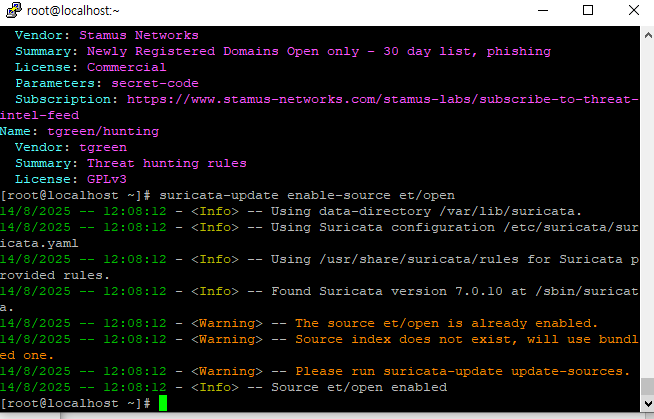 root@localhost:~
  Vendor: Stamus Networks
  Summary: Newly Registered Domains Open only - 30 day list, phishing
  License: Commercial
  Parameters: secret-code
  Subscription: https://www.stamus-networks.com/stamus-labs/subscribe-to-threat-
intel-feed
Name: tgreen/hunting
  Vendor: tgreen
  Summary: Threat hunting rules
  License: GPLv3
[root@localhost ~]# suricata-update enable-source et/open
14/8/2025 -- 12:08:12 - <Info> -- Using data-directory /var/lib/suricata.
14/8/2025 -- 12:08:12 - <Info> -- Using Suricata configuration /etc/suricata/sur
icata.yaml
14/8/2025 -- 12:08:12 - <Info> -- Using /usr/share/suricata/rules for Suricata p
rovided rules.
14/8/2025 -- 12:08:12 - <Info> -- Found Suricata version 7.0.10 at /sbin/suricat
a.
14/8/2025 -- 12:08:12 - <Warning> -- The source et/open is already enabled.
14/8/2025 -- 12:08:12 - <Warning> -- Source index does not exist, will use bundl
ed one.
14/8/2025 -- 12:08:12 - <Warning> -- Please run suricata-update update-sources.
14/8/2025 -- 12:08:12 - <Info> -- Source et/open enabled
[root@localhost ~]#